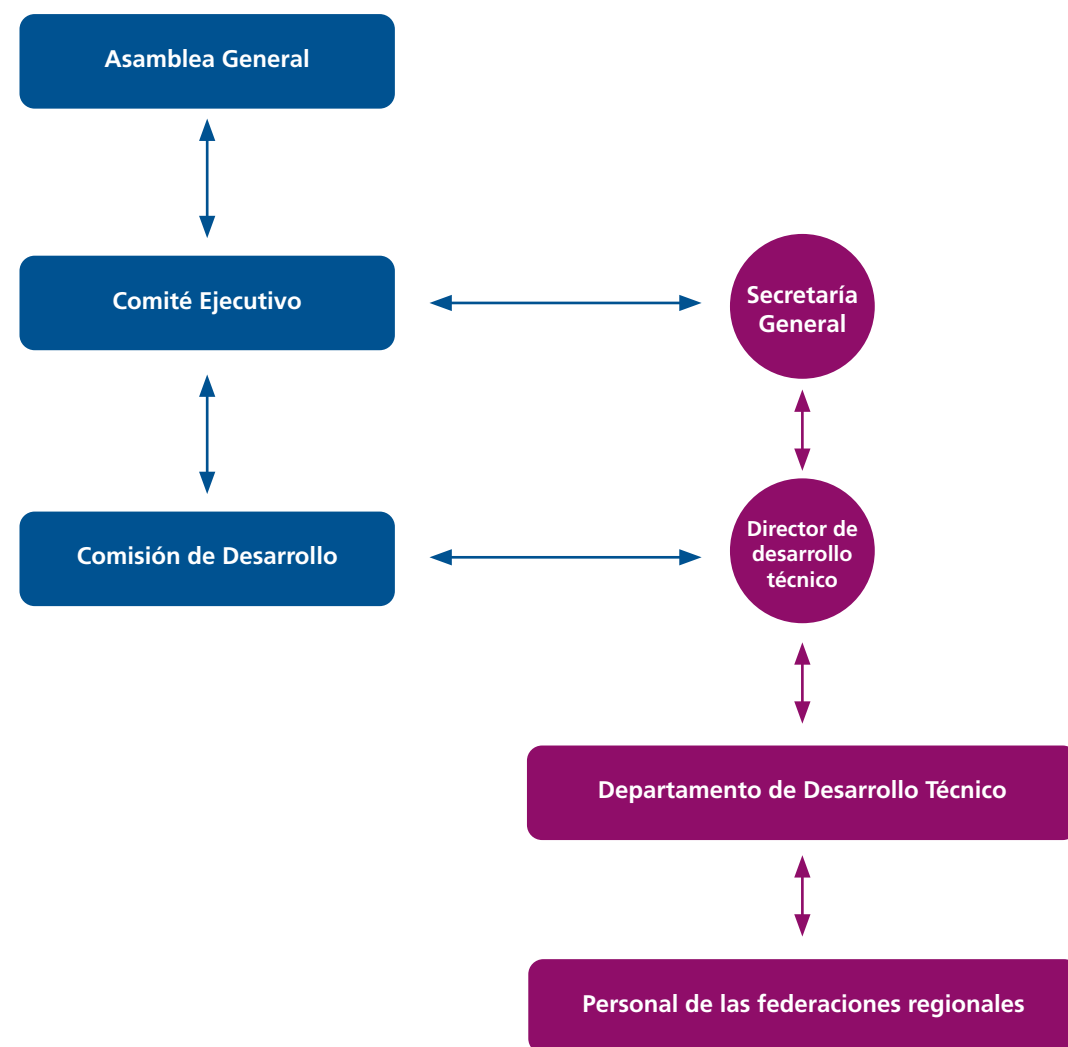 Asamblea General
Comité Ejecutivo
Secretaría
General
Comisión de Desarrollo
Director de
desarrollo
técnico
Departamento de Desarrollo Técnico
Personal de las federaciones regionales